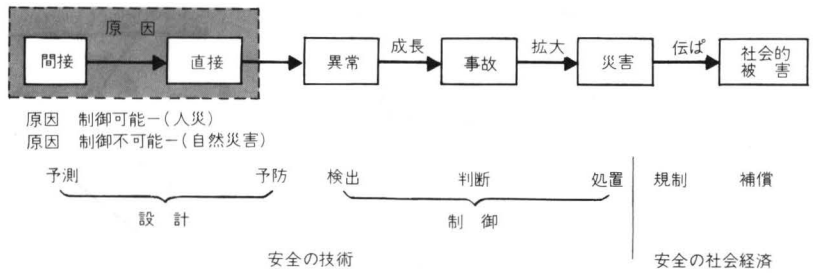 原因
間接 直接 異常 成長 事故 拡大 災害 伝ぱ 社会的被害
原因 制御可能－(人災)
原因 制御不可能－(自然災害)
予測 予防 検出 判断 処置 規制 補償
設計 制御
安全の技術 安全の社会経済